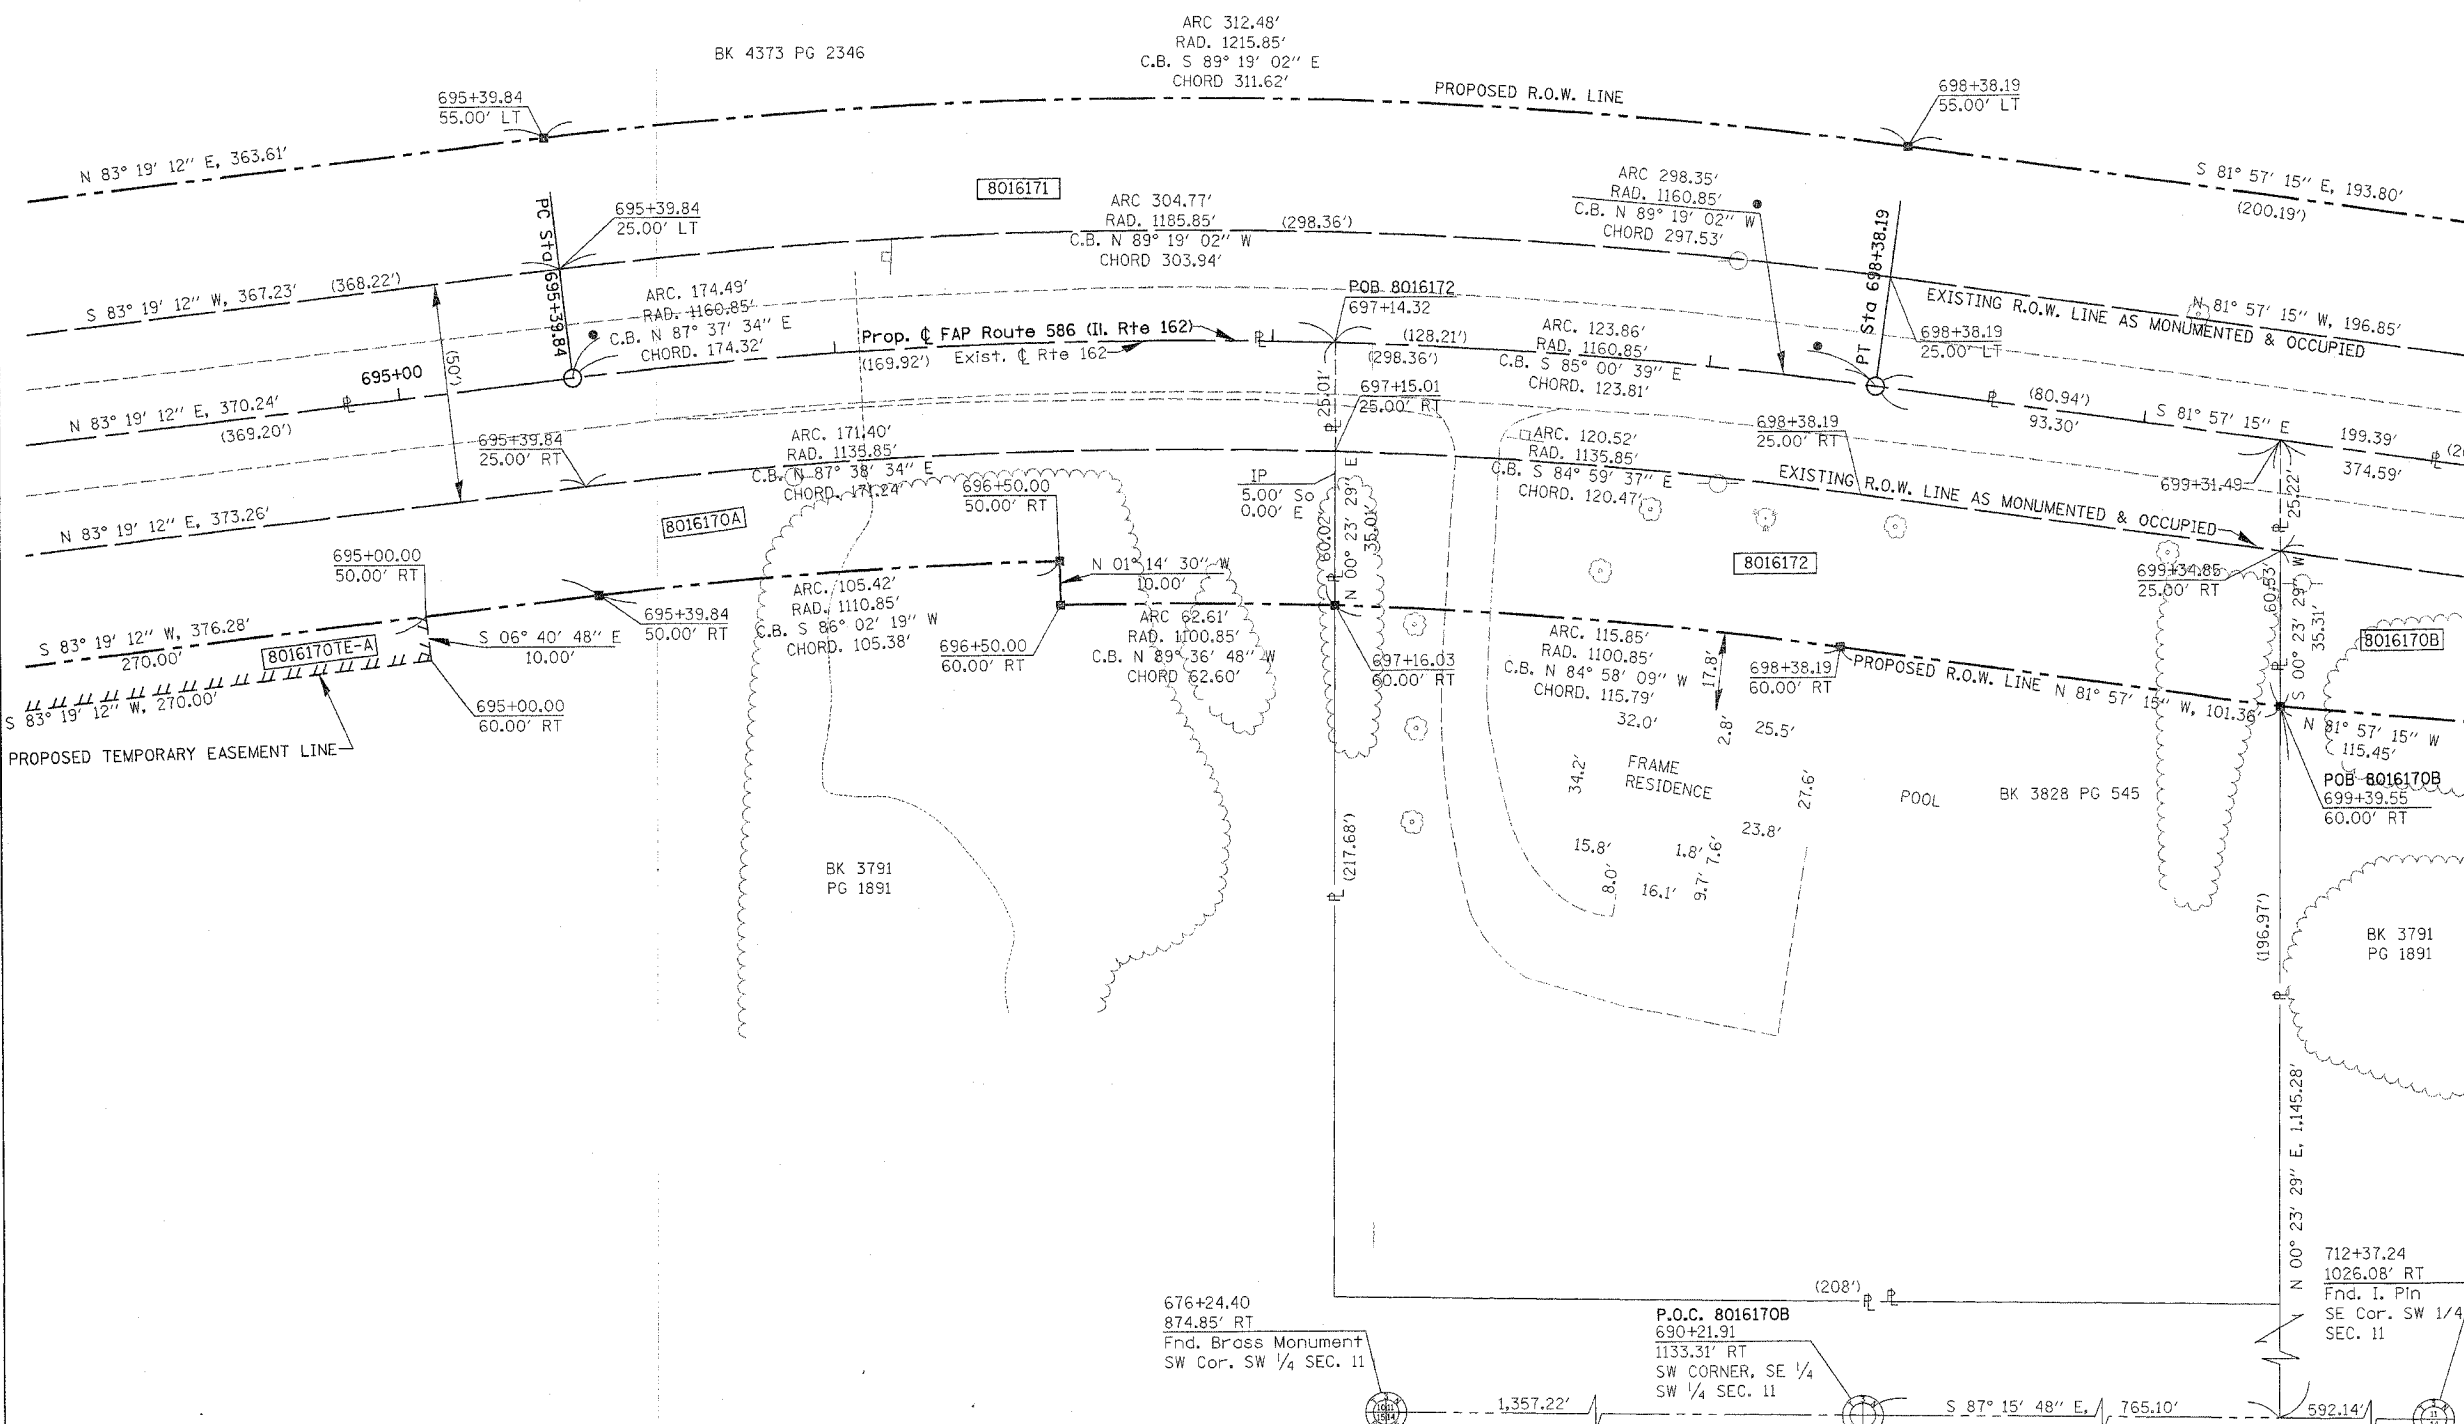 BK 4373 PG 2346
ARC 312.48'
RAD. 1215.85'
C.B. S 89° 19' 02" E
CHORD 311.62'
PROPOSED R.O.W. LINE
695+39.84
55.00' LT
698+38.19
55.00' LT
N 83° 19' 12" E, 363.61'
S 81° 57' 15" E, 193.80'
(200.19')
8016171
PC Sta 695+39.84
695+39.84
25.00' LT
ARC 304.77'
RAD. 1185.85'
C.B. N 89° 19' 02" W
CHORD 303.94'
(298.36')
ARC 298.35'
RAD. 1160.85'
C.B. N 89° 19' 02" W
CHORD 297.53'
PT Sta 698+38.19
S 83° 19' 12" W, 367.23'
(368.22')
ARC. 174.49'
RAD. 1160.85'
C.B. N 87° 37' 34" E
CHORD. 174.32'
POB 8016172
697+14.32
EXISTING R.O.W. LINE AS MONUMENTED & OCCUPIED
N 81° 57' 15" W, 196.85'
698+38.19
25.00' LT
Prop. ℄ FAP Route 586 (Il. Rte 162)
(169.92')
Exist. ℄ Rte 162
(128.21')
(298.36')
ARC. 123.86'
RAD. 1160.85'
C.B. S 85° 00' 39" E
CHORD. 123.81'
695+00
(50')
N 83° 19' 12" E, 370.24'
(369.20')
25.01'
697+15.01
25.00' RT
(80.94')
93.30'
S 81° 57' 15" E
199.39'
374.59'
695+39.84
25.00' RT
ARC. 171.40'
RAD. 1135.85'
C.B. N 87° 38' 34" E
CHORD. 171.24'
698+38.19
25.00' RT
ARC. 120.52'
RAD. 1135.85'
C.B. S 84° 59' 37" E
CHORD. 120.47'
EXISTING R.O.W. LINE AS MONUMENTED & OCCUPIED
699+31.49
25.22'
IP
5.00' So
0.00' E
696+50.00
50.00' RT
N 83° 19' 12" E, 373.26'
8016170A
60.02'
N 00° 23' 29" E
35.01'
8016172
699+34.85
25.00' RT
60.53'
S 00° 23' 29" W
35.31'
695+00.00
50.00' RT
N 01° 14' 30" W
10.00'
ARC. 105.42'
RAD. 1110.85'
C.B. S 86° 02' 19" W
CHORD. 105.38'
695+39.84
50.00' RT
ARC 62.61'
RAD. 1100.85'
C.B. N 89° 36' 48" W
CHORD 62.60'
696+50.00
60.00' RT
697+16.03
60.00' RT
ARC. 115.85'
RAD. 1100.85'
C.B. N 84° 58' 09" W
CHORD. 115.79'
17.8'
698+38.19
60.00' RT
PROPOSED R.O.W. LINE N 81° 57' 15" W, 101.36'
8016170B
S 83° 19' 12" W, 376.28'
270.00'
8016170TE-A
S 06° 40' 48" E
10.00'
S 83° 19' 12" W, 270.00'
695+00.00
60.00' RT
PROPOSED TEMPORARY EASEMENT LINE
32.0'
2.8'
25.5'
34.2'
FRAME
RESIDENCE
27.6'
POOL
BK 3828 PG 545
N 81° 57' 15" W
115.45'
POB 8016170B
699+39.55
60.00' RT
23.8'
15.8'
1.8'
7.6'
8.0'
16.1'
9.7'
BK 3791
PG 1891
(217.68')
(196.97')
BK 3791
PG 1891
N 00° 23' 29" E, 1,145.28'
(208')
676+24.40
874.85' RT
Fnd. Brass Monument
SW Cor. SW 1/4 SEC. 11
P.O.C. 8016170B
690+21.91
1133.31' RT
SW CORNER, SE 1/4
SW 1/4 SEC. 11
712+37.24
1026.08' RT
Fnd. I. Pin
SE Cor. SW 1/4
SEC. 11
1,357.22'
S 87° 15' 48" E,
765.10'
592.14'